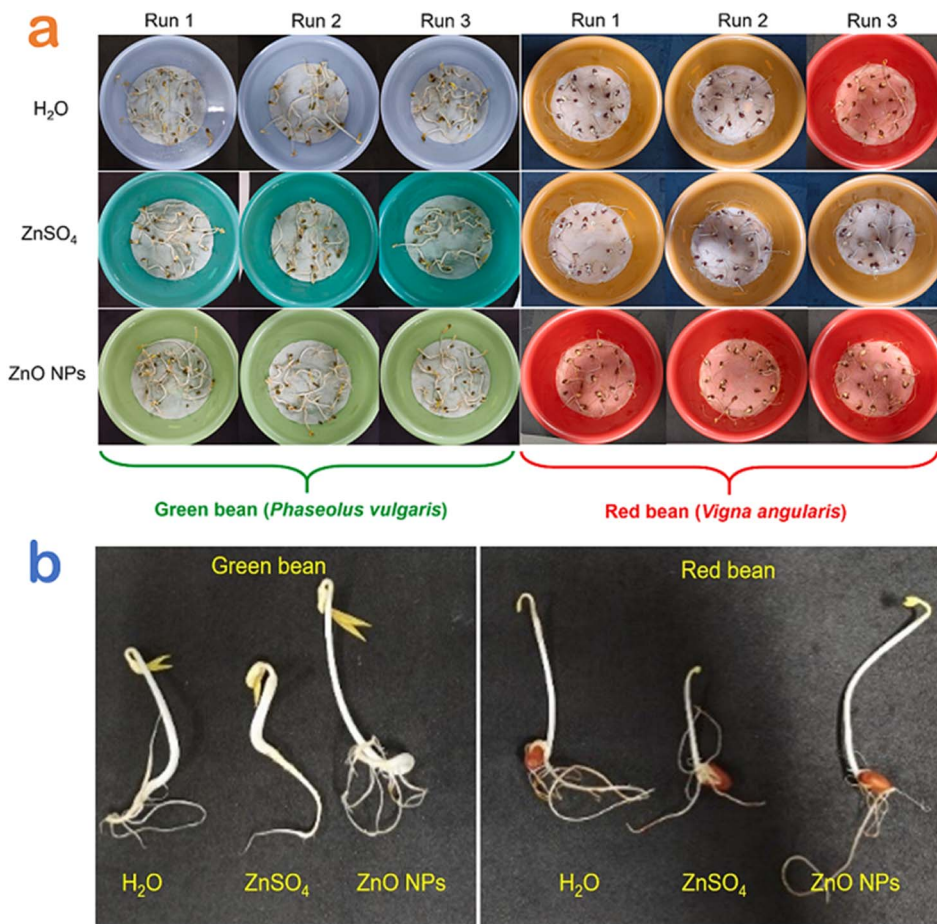 a
Run 1 Run 2 Run 3 Run 1 Run 2 Run 3
H₂O
ZnSO₄
ZnO NPs
Green bean (Phaseolus vulgaris) Red bean (Vigna angularis)
b
Green bean Red bean
H₂O ZnSO₄ ZnO NPs H₂O ZnSO₄ ZnO NPs